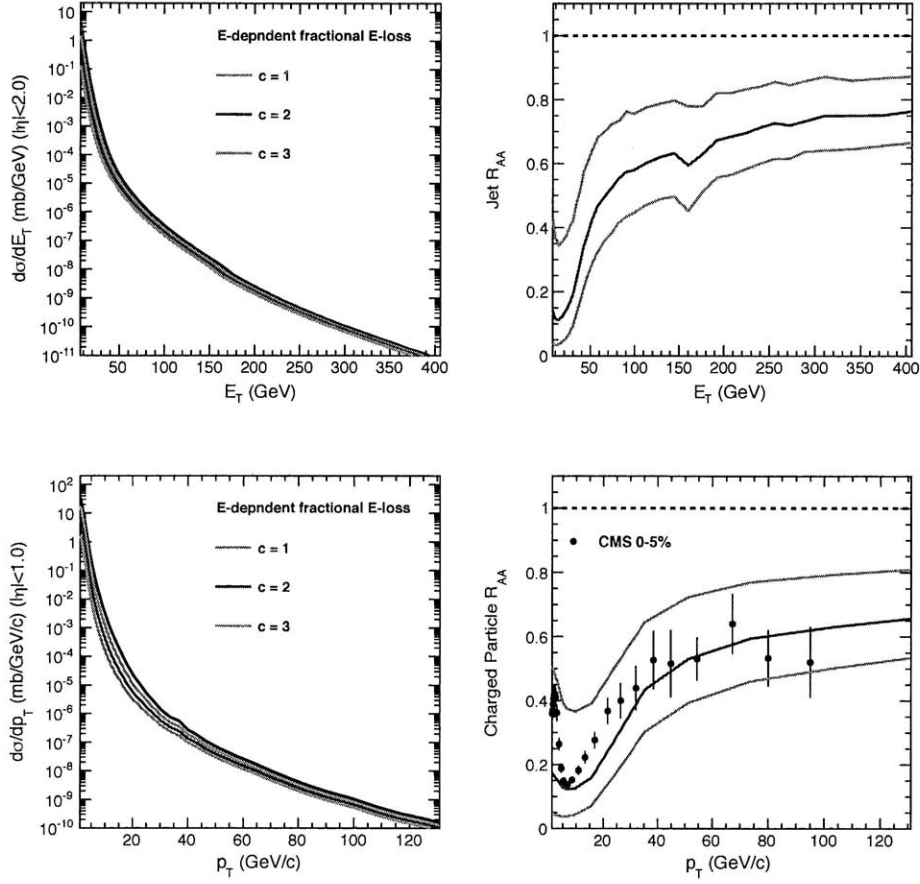 E-depndent fractional E-loss
c = 1
c = 2
c = 3
1
10⁻¹
10⁻²
10⁻³
10⁻⁴
10⁻⁵
10⁻⁶
10⁻⁷
10⁻⁸
10⁻⁹
10⁻¹⁰
10⁻¹¹
dσ/dE_T (mb/GeV) (|η|<2.0)
50 100 150 200 250 300 350 400
E_T (GeV)
1
0.8
0.6
0.4
0.2
0
Jet R_AA
50 100 150 200 250 300 350 400
E_T (GeV)
E-depndent fractional E-loss
c = 1
c = 2
c = 3
10²
10
1
10⁻¹
10⁻²
10⁻³
10⁻⁴
10⁻⁵
10⁻⁶
10⁻⁷
10⁻⁸
10⁻⁹
10⁻¹⁰
dσ/dp_T (mb/GeV/c) (|η|<1.0)
20 40 60 80 100 120
p_T (GeV/c)
CMS 0-5%
1
0.8
0.6
0.4
0.2
0
Charged Particle R_AA
20 40 60 80 100 120
p_T (GeV/c)